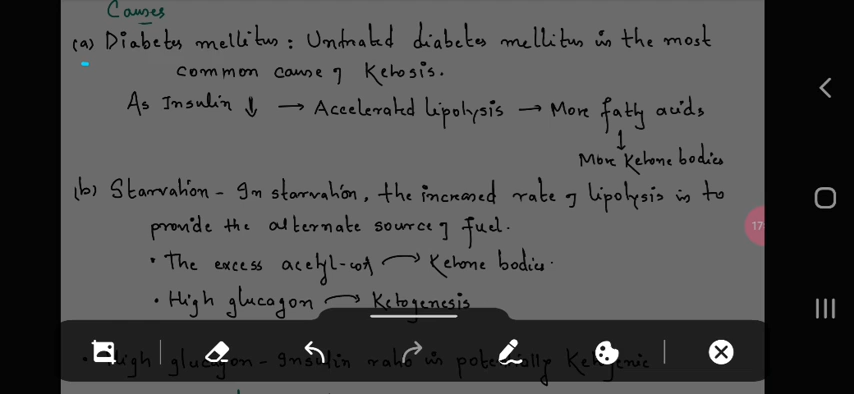 Causes
(a) Diabetes mellitus : Untreated diabetes mellitus is the most
common cause of Ketosis.
As Insulin ↓ → Accelerated lipolysis → More fatty acids
↓
More Ketone bodies
(b) Starvation - In starvation, the increased rate of lipolysis is to
provide the alternate source of fuel.
• The excess acetyl-coA → Ketone bodies.
• High glucagon → Ketogenesis
• High glucagon - Insulin ratio is potentially Ketogenic
17